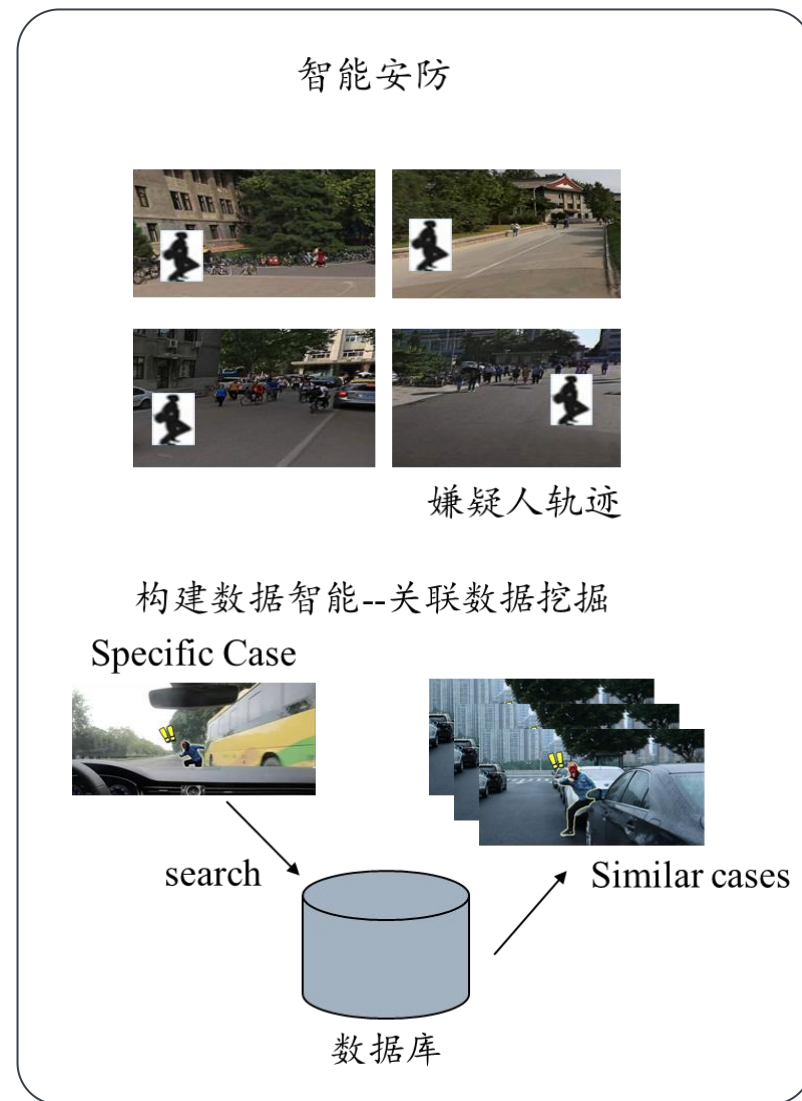 智能安防
嫌疑人轨迹
构建数据智能--关联数据挖掘
Specific Case
search
Similar cases
数据库